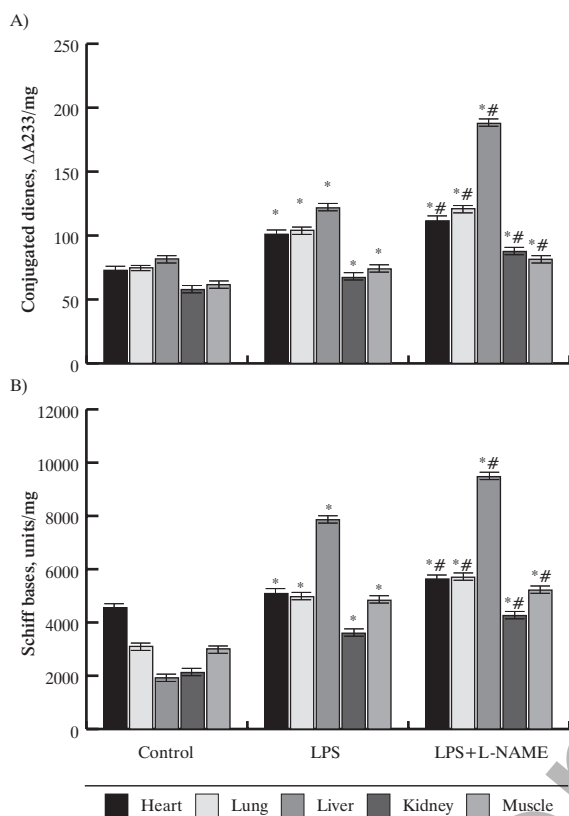 A)
Conjugated dienes, ΔA233/mg
250
200
150
100
50
0
* * *
* *
*# *# *#
*# *#
B)
Schiff bases, units/mg
12000
10000
8000
6000
4000
2000
0
* * *
* *
*# *# *#
*# *#
Control LPS LPS+L-NAME
Heart Lung Liver Kidney Muscle